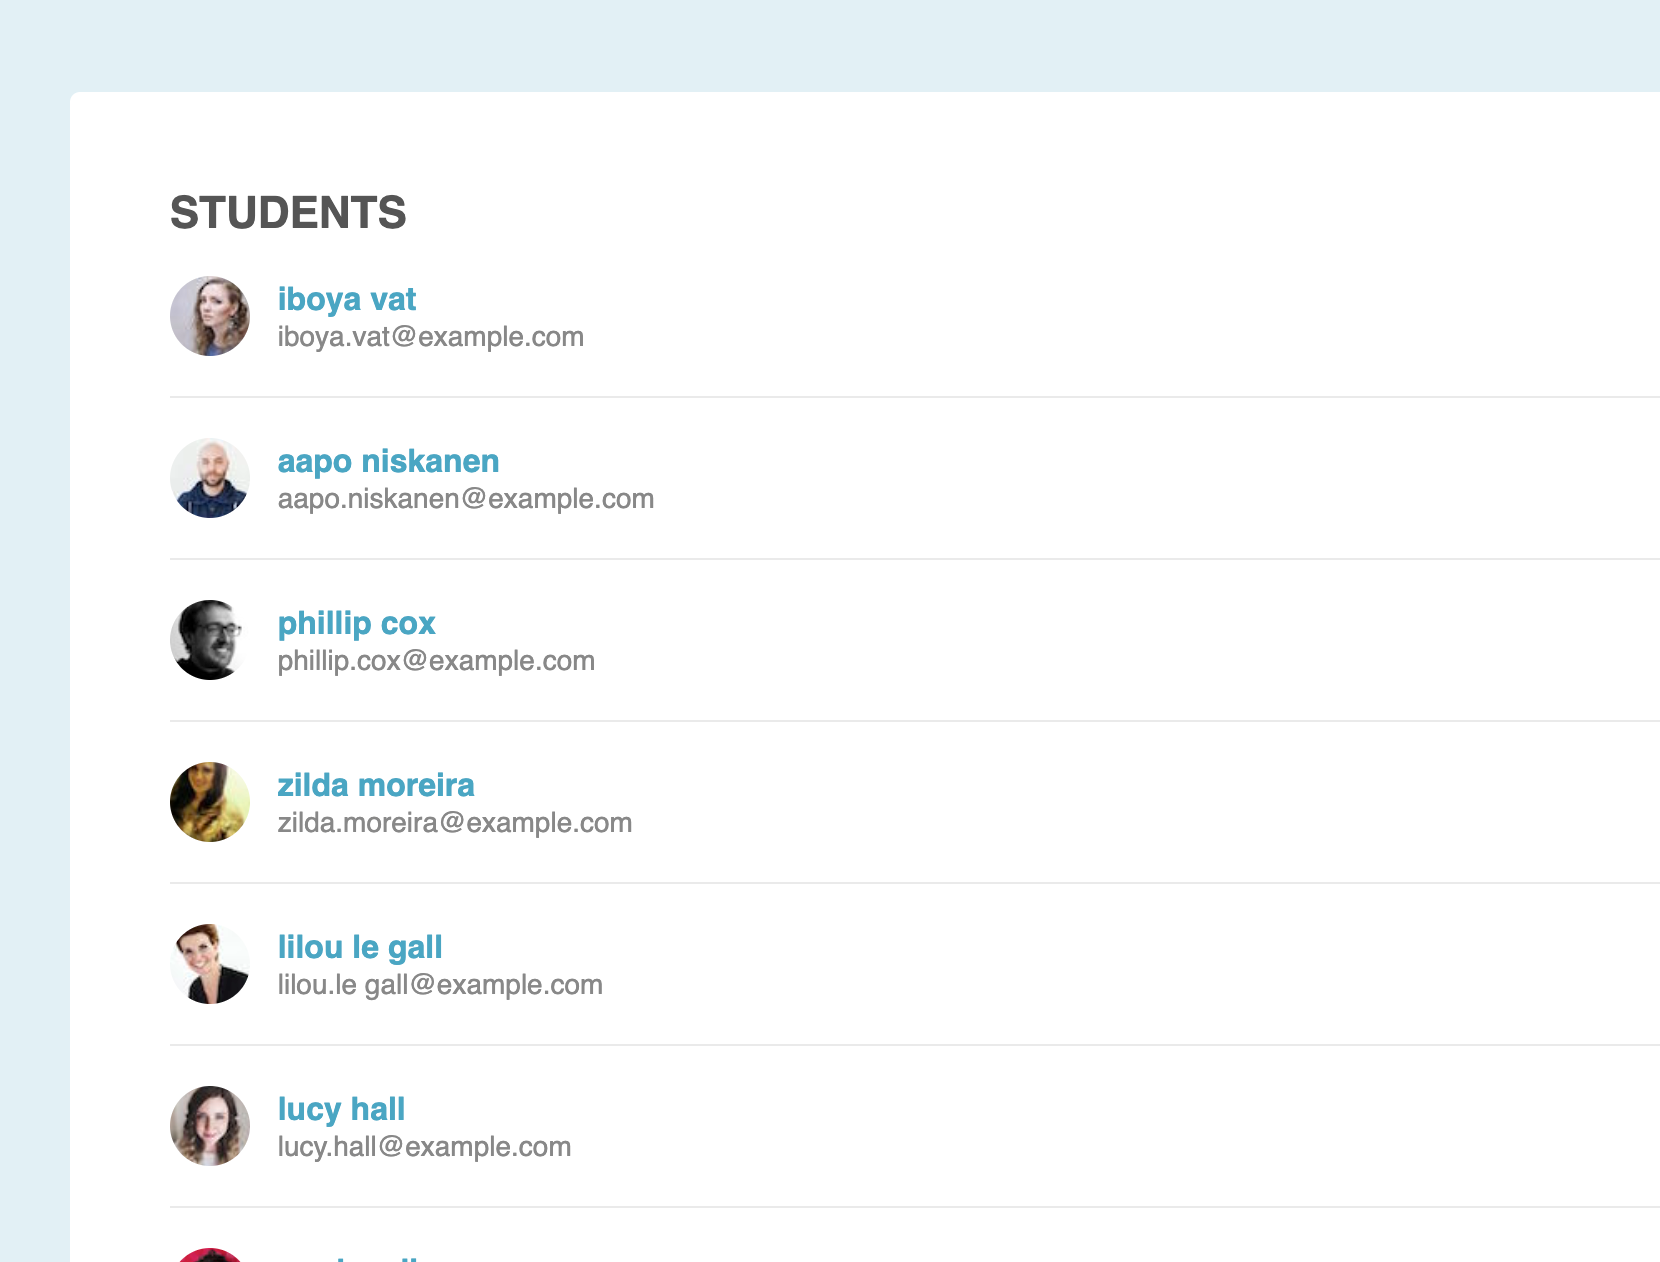 STUDENTS
iboya vat
iboya.vat@example.com
aapo niskanen
aapo.niskanen@example.com
phillip cox
phillip.cox@example.com
zilda moreira
zilda.moreira@example.com
lilou le gall
lilou.le gall@example.com
lucy hall
lucy.hall@example.com